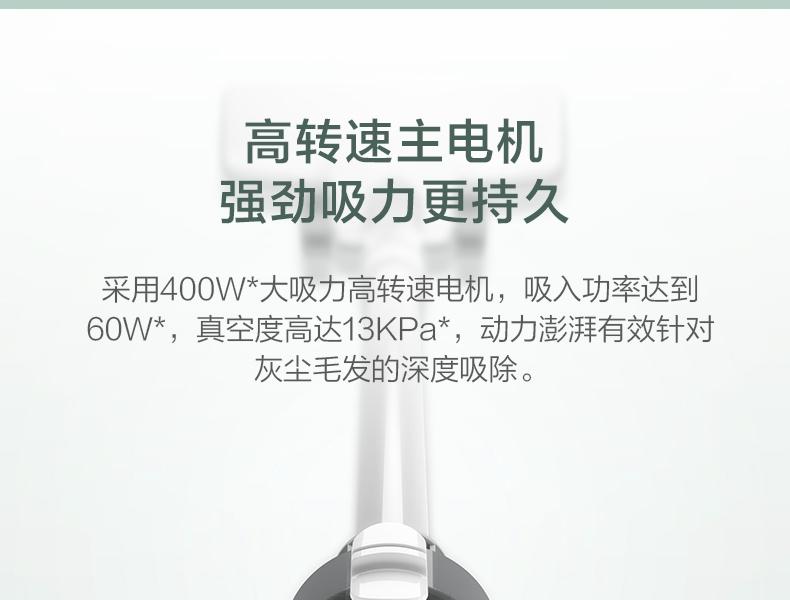 高转速主电机
强劲吸力更持久
采用400W*大吸力高转速电机，吸入功率达到
60W*，真空度高达13KPa*，动力澎湃有效针对
灰尘毛发的深度吸除。